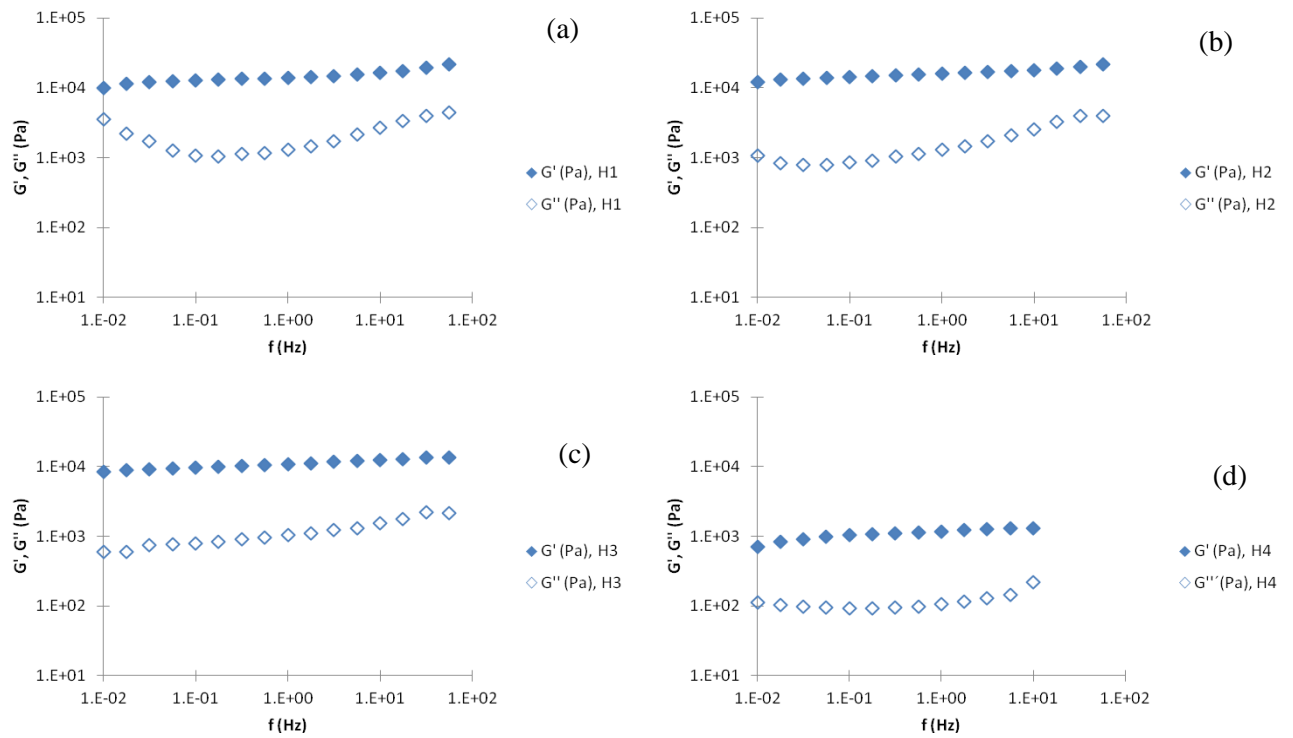 (a)
1.E+05
1.E+04
1.E+03
1.E+02
1.E+01
G', G'' (Pa)
1.E-02 1.E-01 1.E+00 1.E+01 1.E+02
f (Hz)
G' (Pa), H1
G'' (Pa), H1
(b)
1.E+05
1.E+04
1.E+03
1.E+02
1.E+01
G', G'' (Pa)
1.E-02 1.E-01 1.E+00 1.E+01 1.E+02
f (Hz)
G' (Pa), H2
G'' (Pa), H2
(c)
1.E+05
1.E+04
1.E+03
1.E+02
1.E+01
G', G'' (Pa)
1.E-02 1.E-01 1.E+00 1.E+01 1.E+02
f (Hz)
G' (Pa), H3
G'' (Pa), H3
(d)
1.E+05
1.E+04
1.E+03
1.E+02
1.E+01
G', G'' (Pa)
1.E-02 1.E-01 1.E+00 1.E+01 1.E+02
f (Hz)
G' (Pa), H4
G''´(Pa), H4